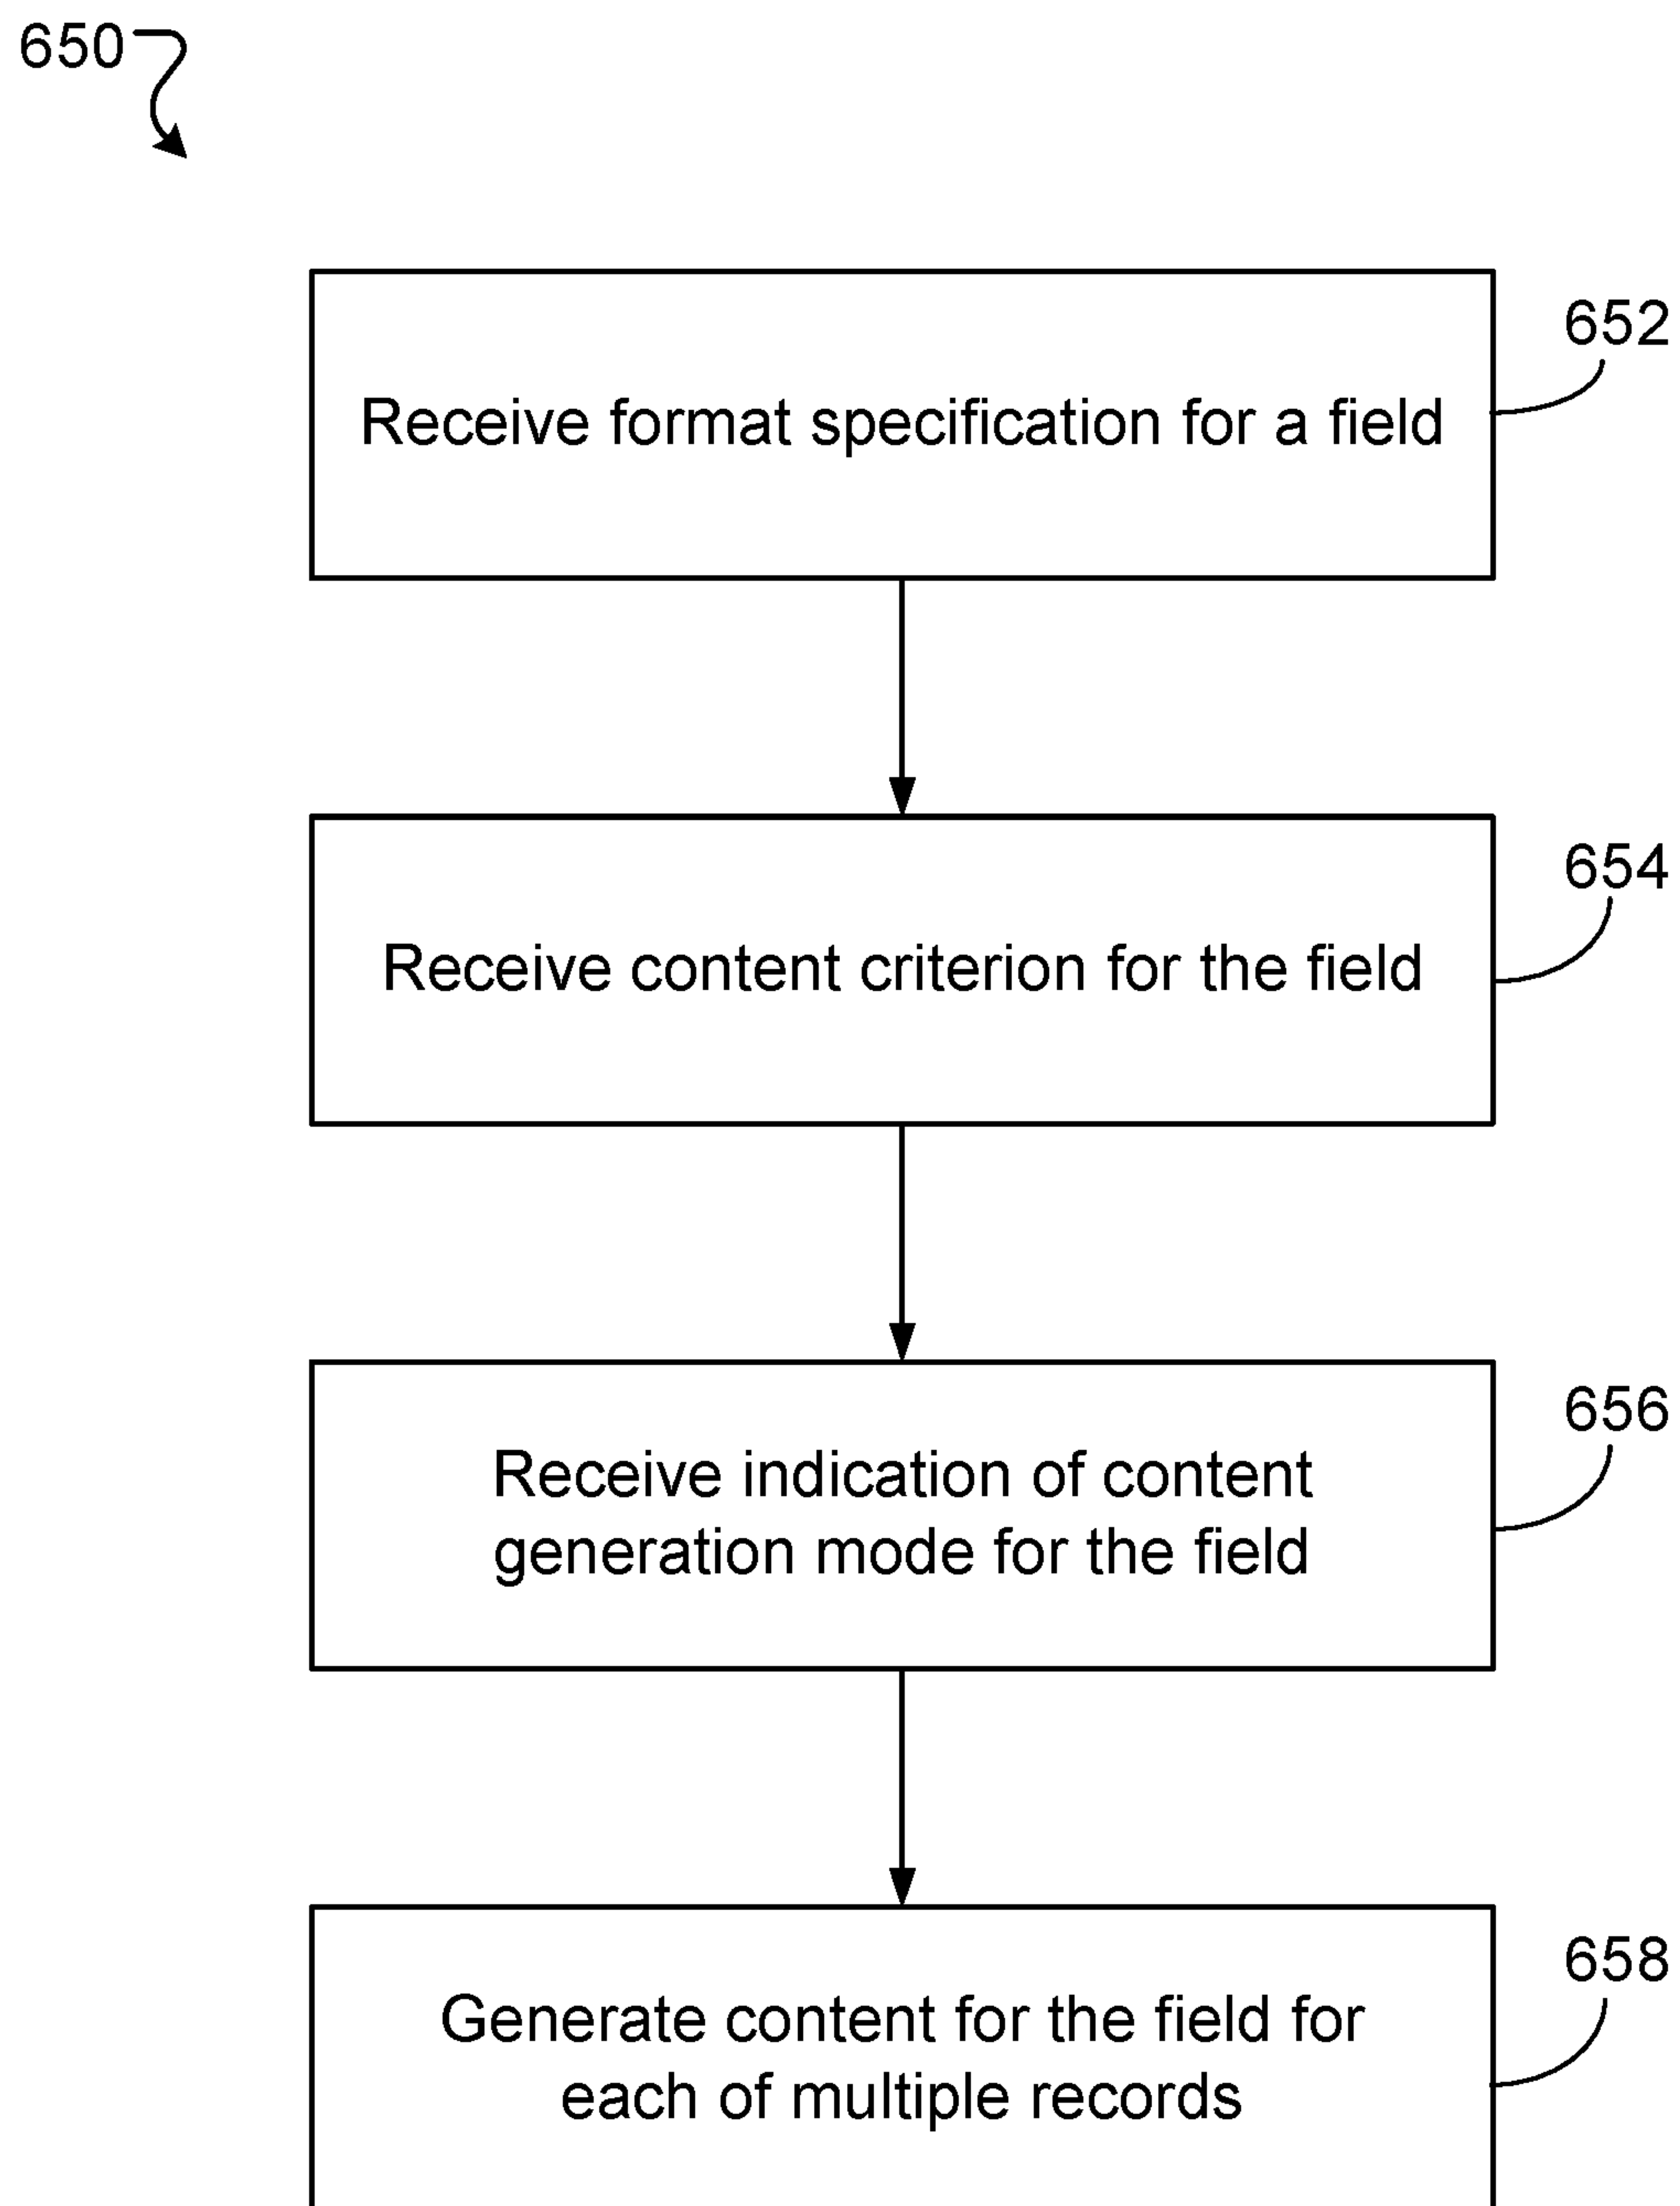 650
652
Receive format specification for a field
654
Receive content criterion for the field
656
Receive indication of content
generation mode for the field
658
Generate content for the field for
each of multiple records